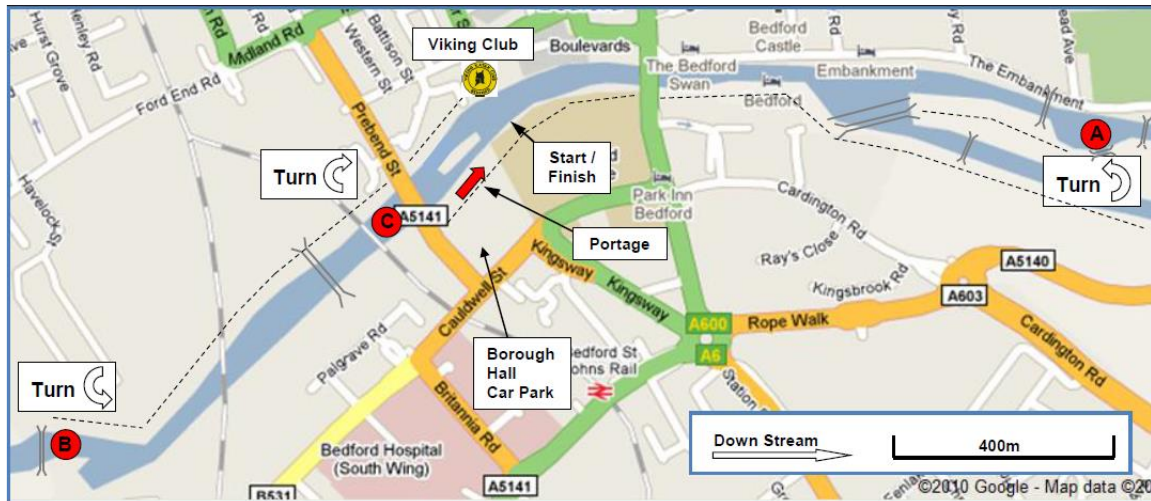 Hurst Grove
Henley Rd
Midland Rd
Battison St
Western St
Viking Club
Boulevards
Bedford
Castle
The Bedford
Swan
Embankment
Bedford
The Embankment
Ford End Rd
Prebend St
A
Turn
Start /
Finish
Turn
Havelock St
C
A5141
Park Inn
Bedford
Cardington Rd
Portage
Ray's Close
Kingsbrook Rd
A5140
A603
Kingsway
Kingsway
Cauldwell St
A600
Rope Walk
Cardington Rd
A6
Palgrave Rd
Borough
Hall
Car Park
Bedford St
Johns Rail
Turn
B
Britannia Rd
Station
Bedford Hospital
(South Wing)
Down Stream
400m
A5141
B531
©2010 Google - Map data ©20